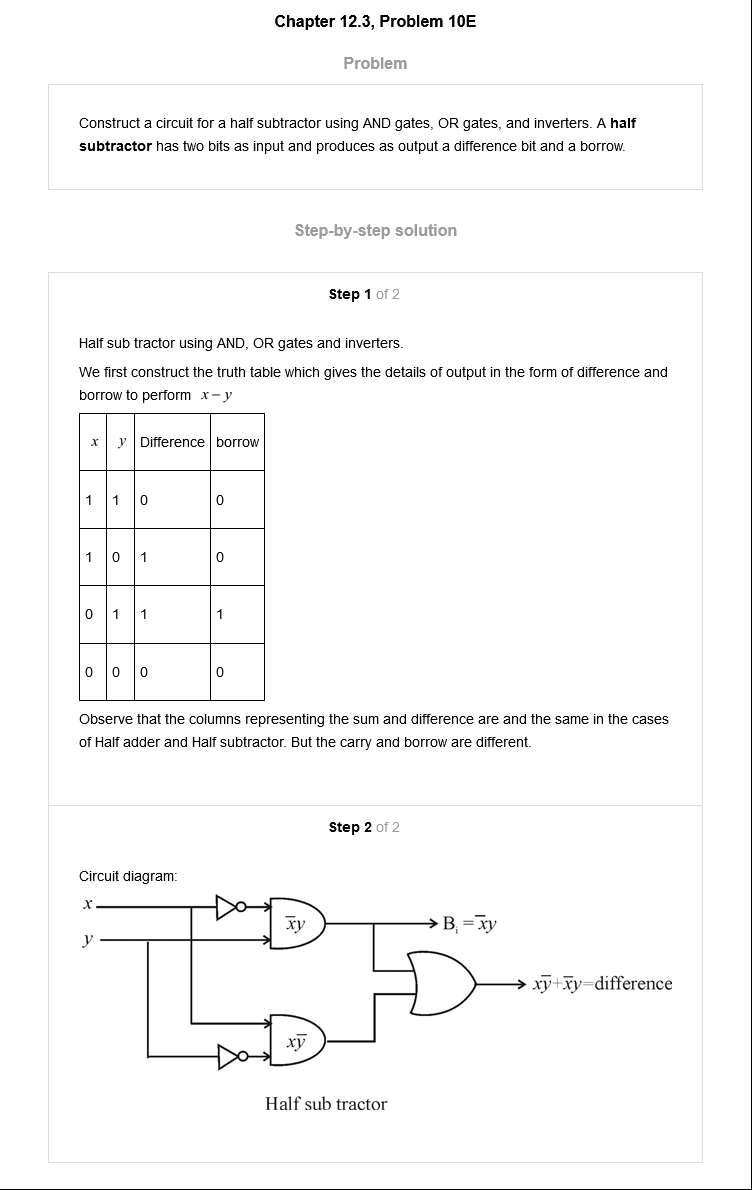 Chapter 12.3, Problem 10E
Problem
Construct a circuit for a half subtractor using AND gates, OR gates, and inverters. A half
subtractor has two bits as input and produces as output a difference bit and a borrow.
Step-by-step solution
Step 1 of 2
Half sub tractor using AND, OR gates and inverters.
We first construct the truth table which gives the details of output in the form of difference and
borrow to perform x − y
x y Difference borrow
1 1 0 0
1 0 1 0
0 1 1 1
0 0 0 0
Observe that the columns representing the sum and difference are and the same in the cases
of Half adder and Half subtractor. But the carry and borrow are different.
Step 2 of 2
Circuit diagram:
x
x̅y
Bᵢ = x̅y
y
xy̅+x̅y=difference
xy̅
Half sub tractor